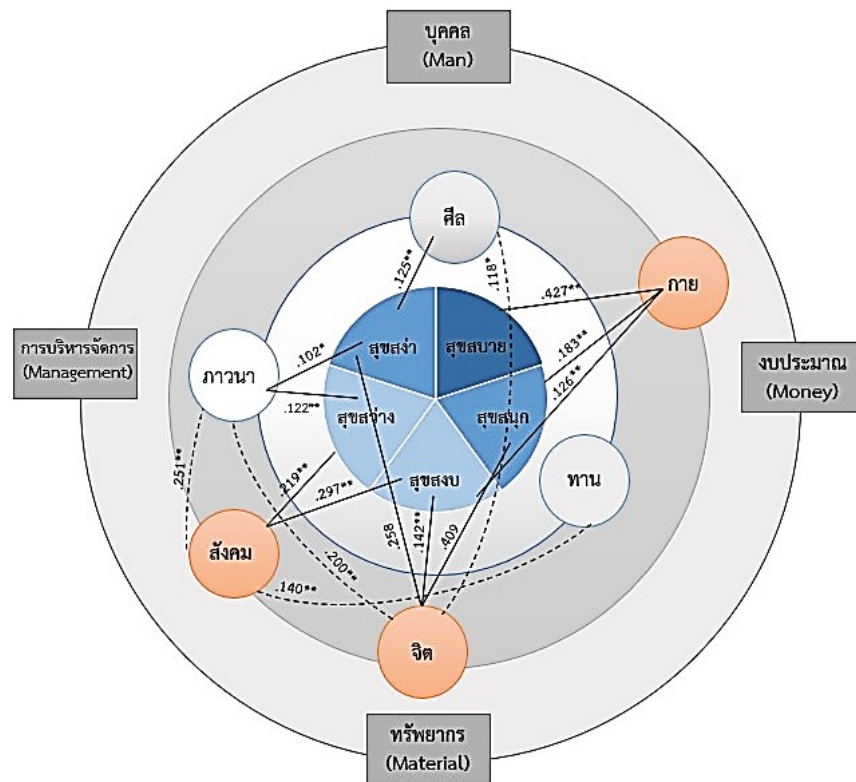 บุคคล
(Man)
ศีล
.125**
.118*
กาย
.427**
การบริหารจัดการ
(Management)
ภาวนา
.102*
สุขสง่า
สุขสบาย
.183**
.126**
งบประมาณ
(Money)
.122**
สุขสว่าง
สุขสนุก
.251**
.219**
.297**
สุขสงบ
ทาน
สังคม
.258
.142**
.409
.200**
.140**
จิต
ทรัพยากร
(Material)